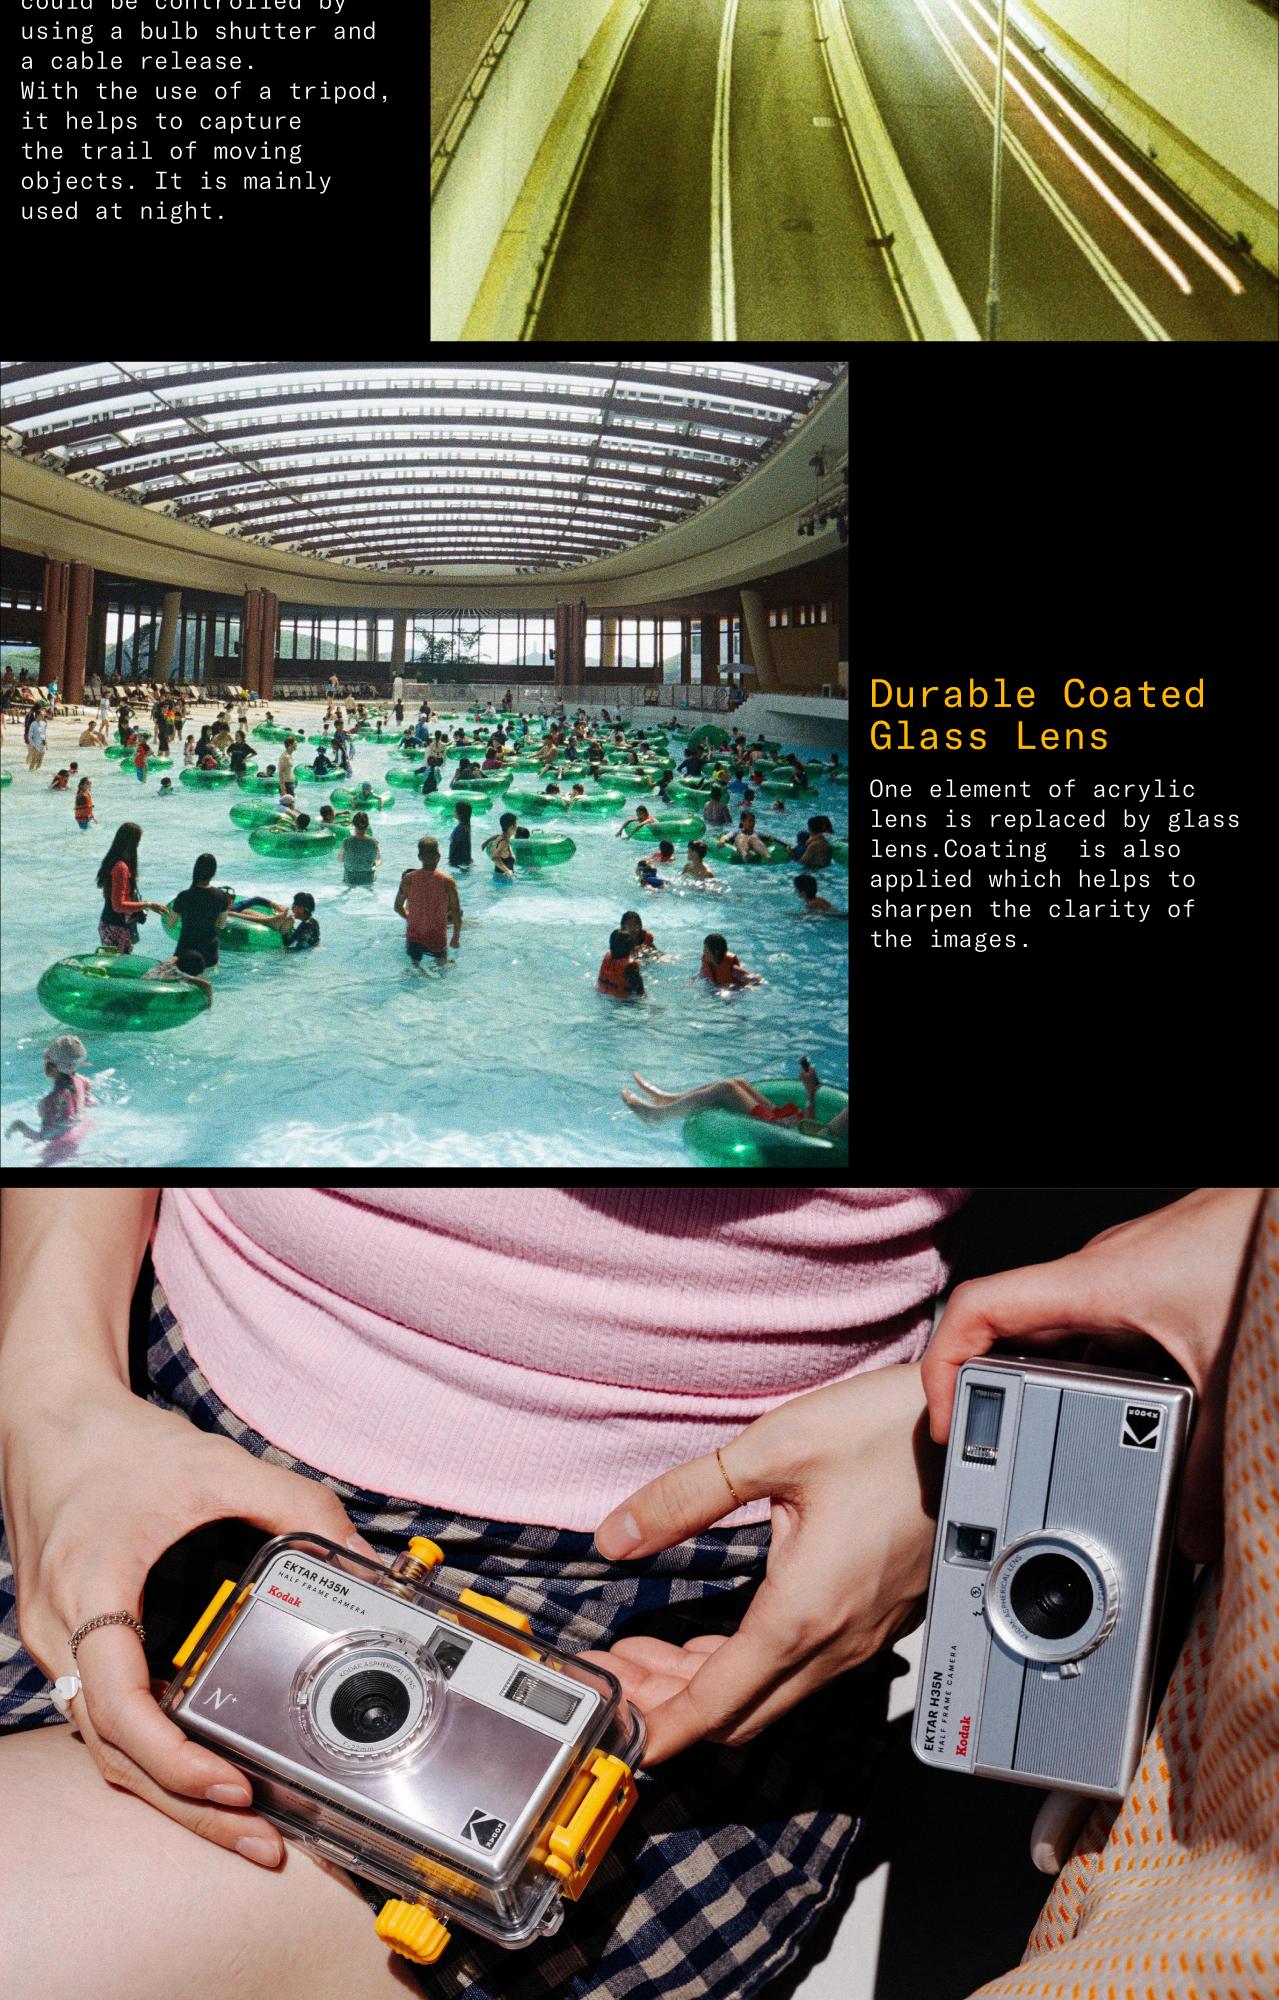 could be controlled by
using a bulb shutter and
a cable release.
With the use of a tripod,
it helps to capture
the trail of moving
objects. It is mainly
used at night.
Durable Coated
Glass Lens
One element of acrylic
lens is replaced by glass
lens.Coating  is also
applied which helps to
sharpen the clarity of
the images.
EKTAR H35N
HALF FRAME CAMERA
Kodak
KODAK ASPHERICAL LENS
F=22mm
N+
KODAK
KODAK
KODAK ASPHERICAL LENS
EKTAR H35N
HALF FRAME CAMERA
Kodak